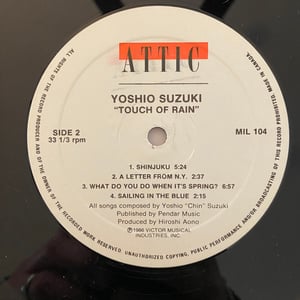 ATTIC
YOSHIO SUZUKI
"TOUCH OF RAIN"
SIDE 2
33 1/3 rpm
MIL 104
1. SHINJUKU 5:24
2. A LETTER FROM N.Y. 2:37
3. WHAT DO YOU DO WHEN IT'S SPRING? 6:57
4. SAILING IN THE BLUE 2:15
All songs composed by Yoshio "Chin" Suzuki
Published by Pendar Music
Produced by Hiroshi Aono
℗1986 VICTOR MUSICAL
INDUSTRIES, INC.
ALL RIGHTS OF THE RECORD PRODUCER AND OF THE OWNER OF THE RECORDED WORK RESERVED. UNAUTHORIZED COPYING, PUBLIC PERFORMANCE AND/OR BROADCASTING OF THIS RECORD PROHIBITED. MADE IN CANADA.